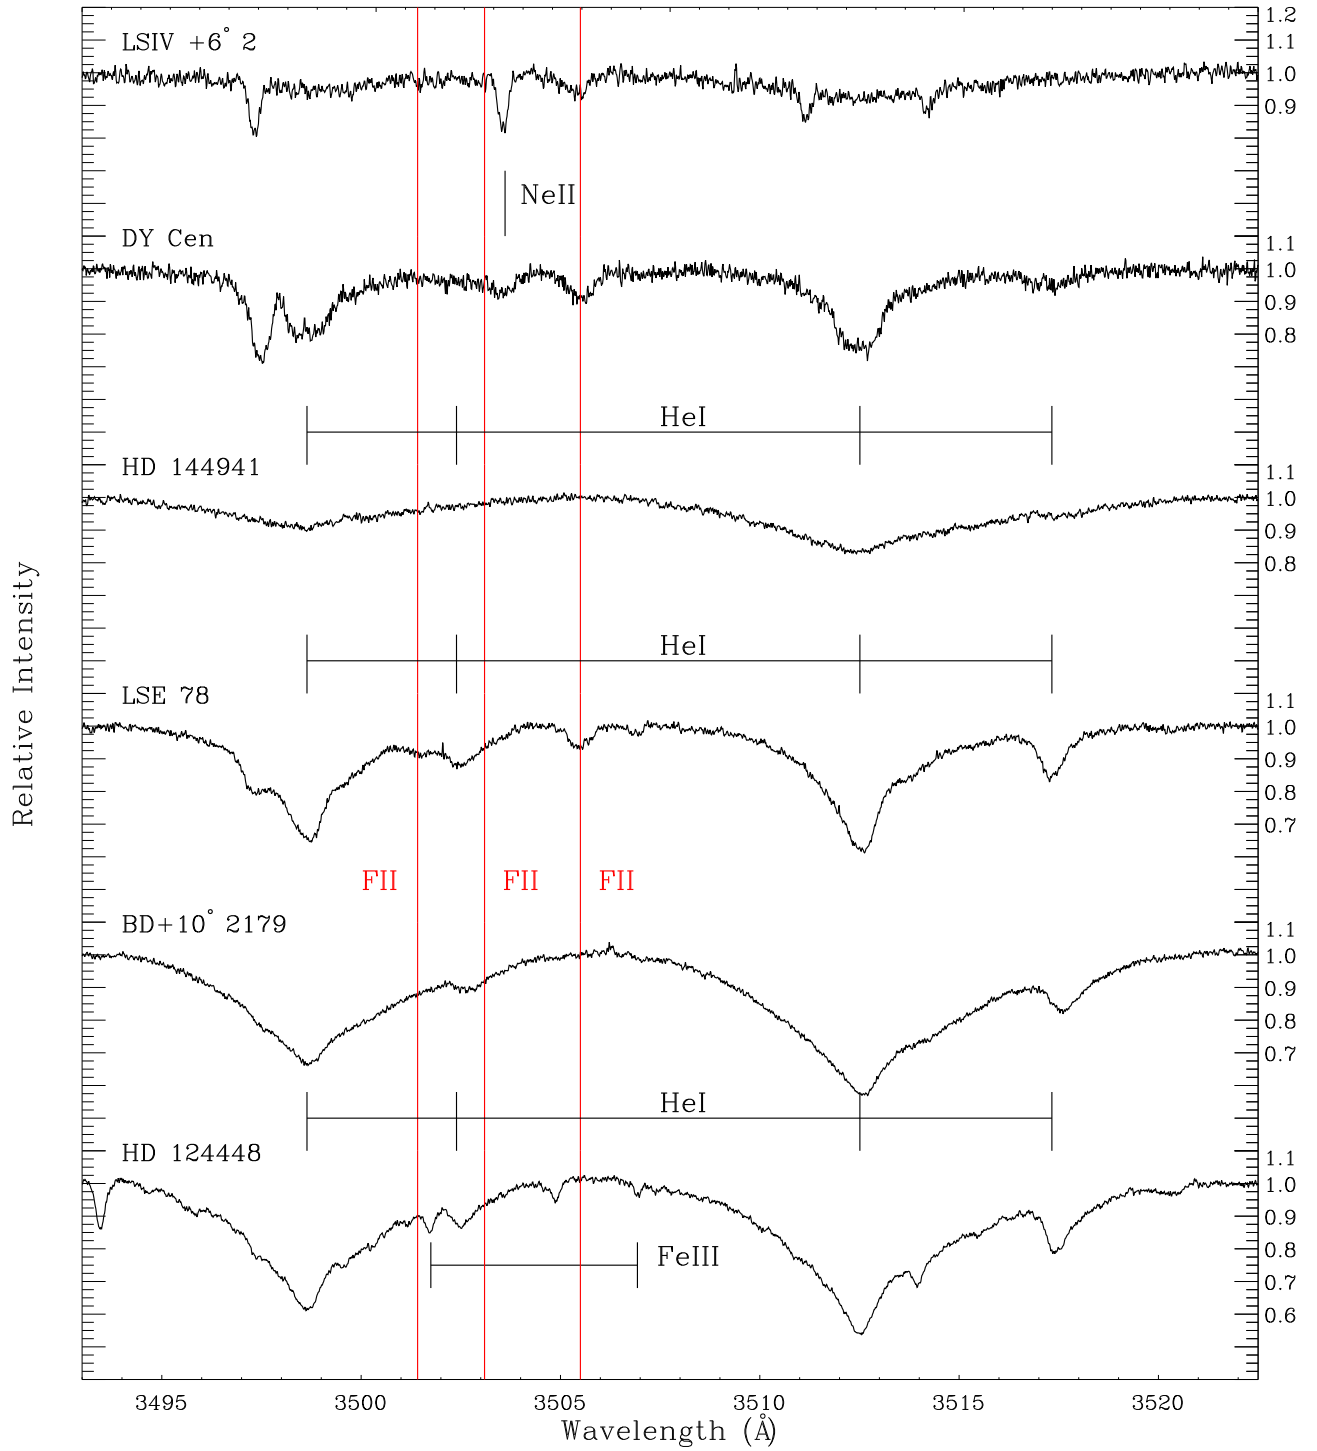 1.2
LSIV +6° 2
1.1
1.0
0.9
NeII
DY Cen
1.1
1.0
0.9
0.8
HeI
HD 144941
1.1
1.0
0.9
0.8
HeI
LSE 78
1.1
1.0
0.9
0.8
0.7
FII FII FII
BD+10° 2179
1.1
1.0
0.9
0.8
0.7
HeI
HD 124448
1.1
1.0
0.9
0.8
FeIII
0.7
0.6
3495 3500 3505 3510 3515 3520
Wavelength (Å)
Relative Intensity